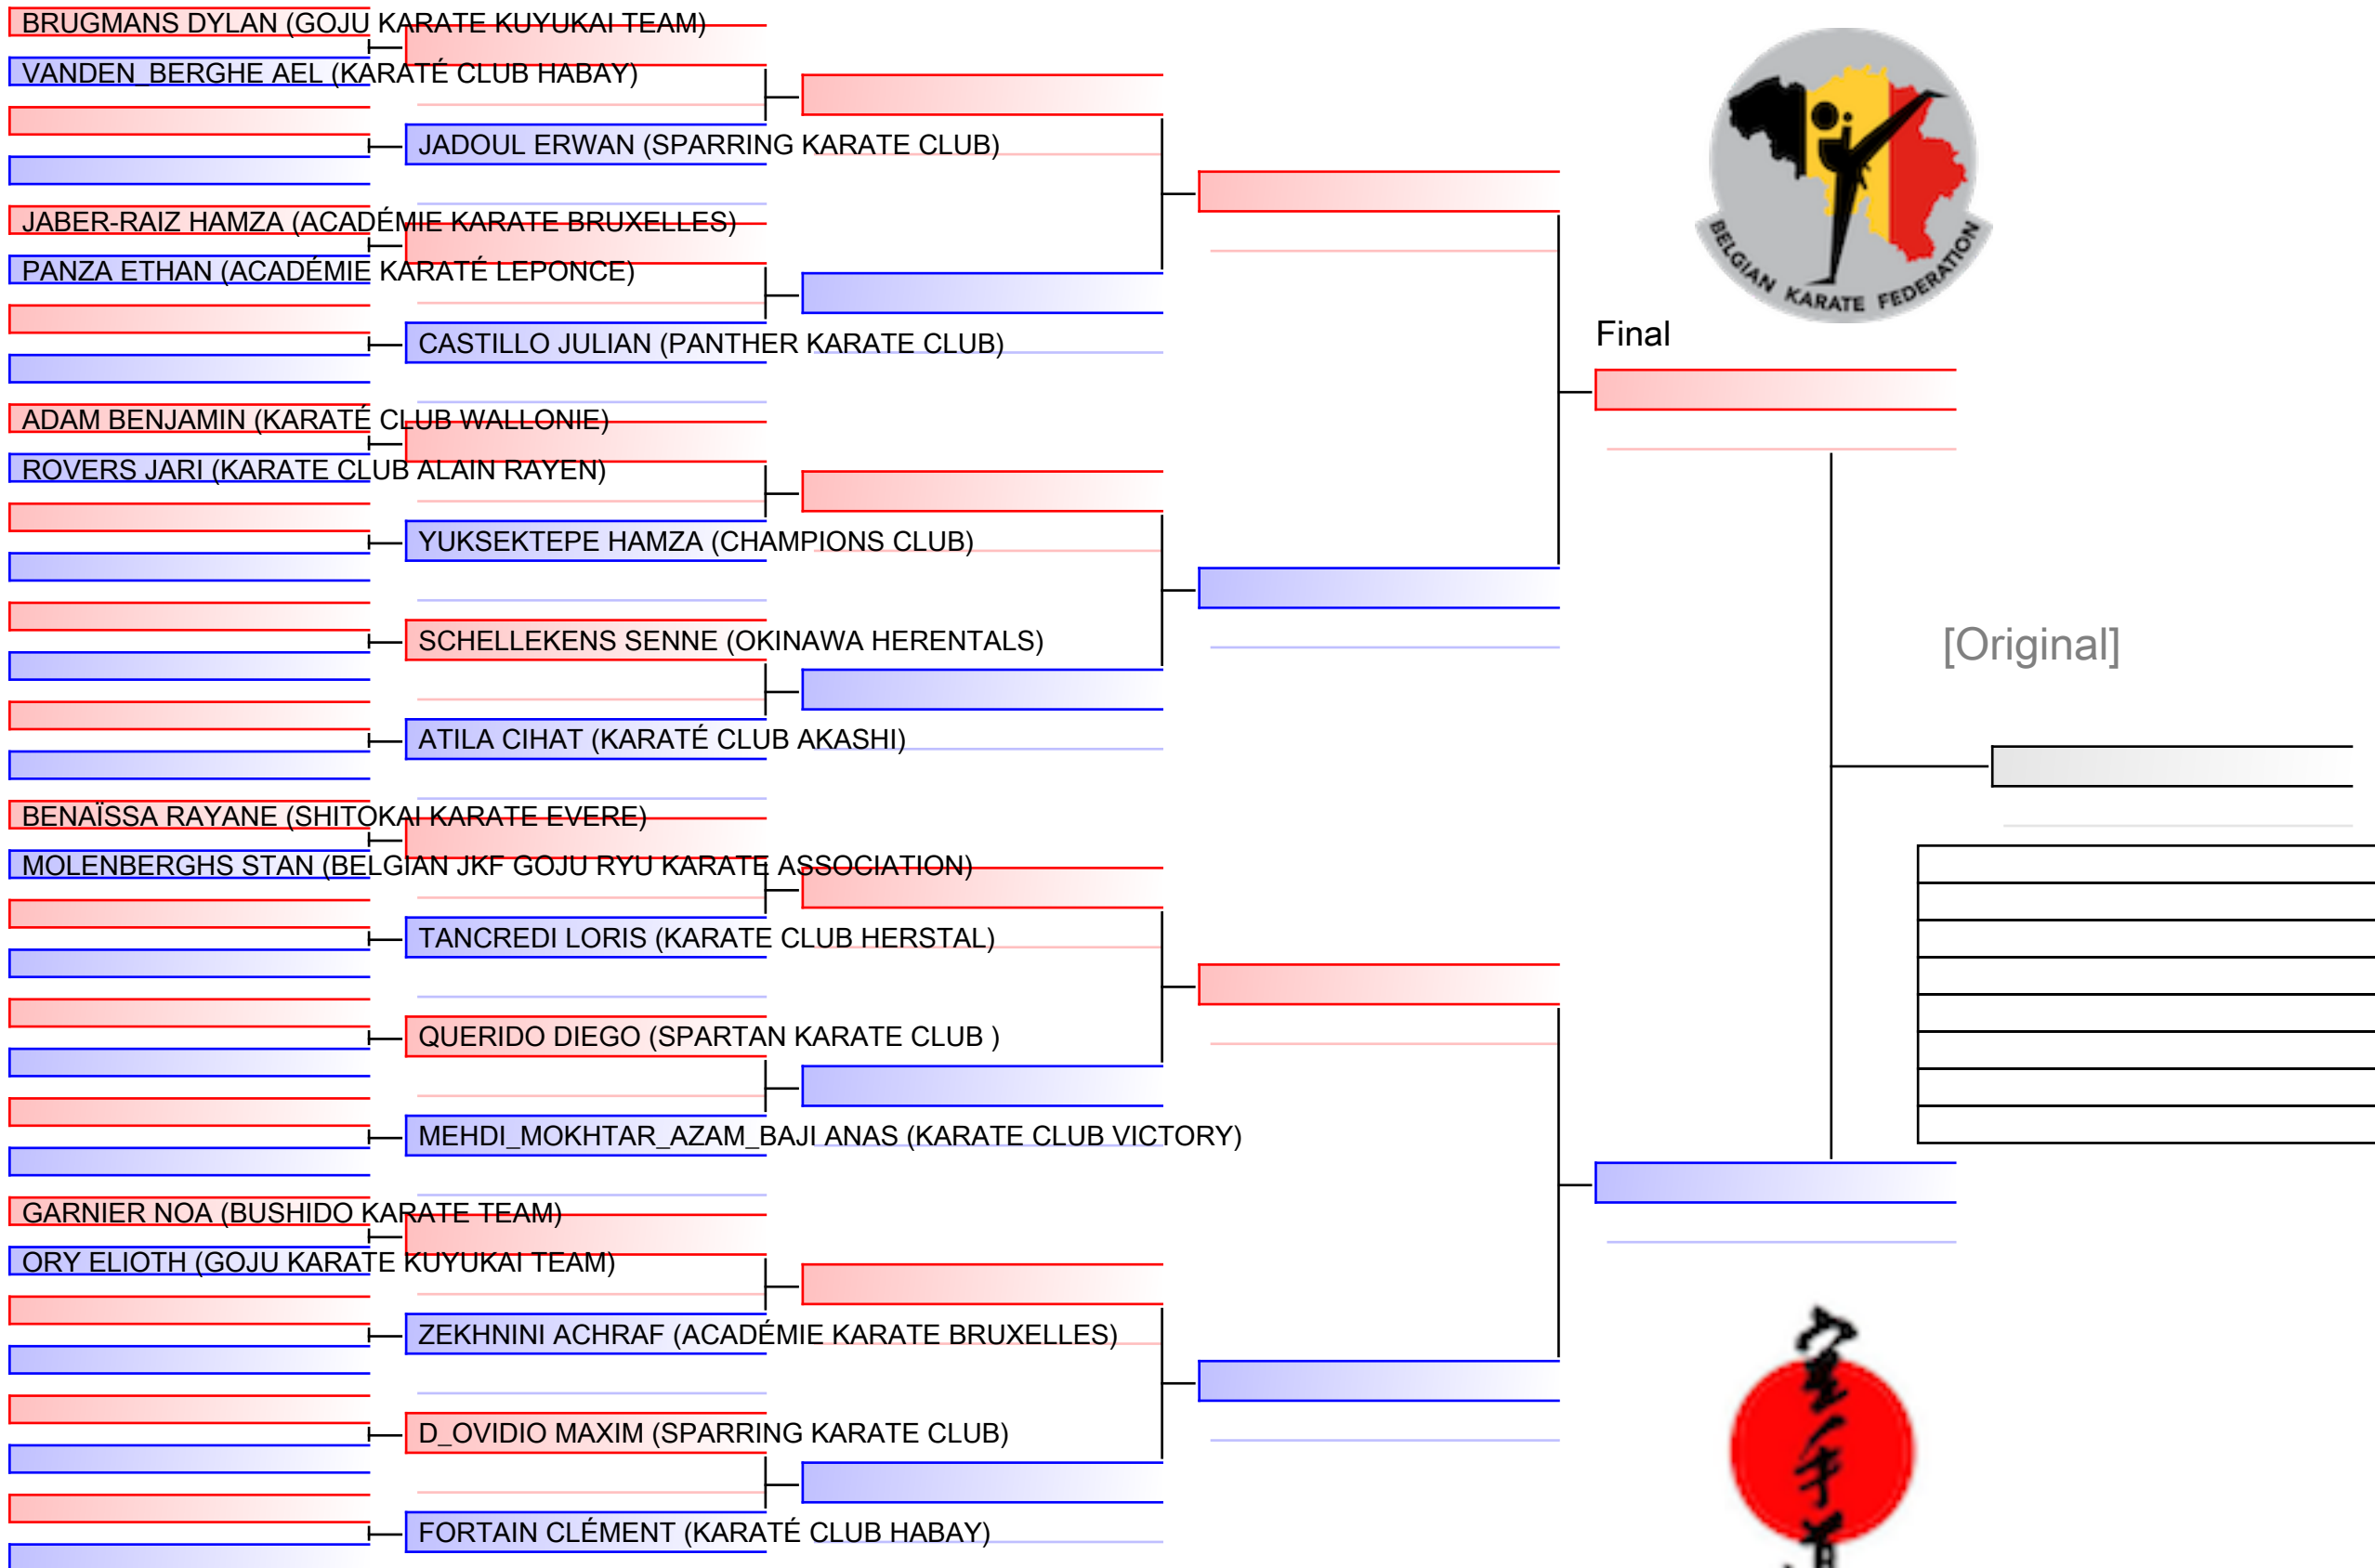 BRUGMANS DYLAN (GOJU KARATE KUYUKAI TEAM)
VANDEN_BERGHE AEL (KARATÉ CLUB HABAY)
JADOUL ERWAN (SPARRING KARATE CLUB)
JABER-RAIZ HAMZA (ACADÉMIE KARATE BRUXELLES)
PANZA ETHAN (ACADÉMIE KARATÉ LEPONCE)
CASTILLO JULIAN (PANTHER KARATE CLUB)
ADAM BENJAMIN (KARATÉ CLUB WALLONIE)
ROVERS JARI (KARATE CLUB ALAIN RAYEN)
YUKSEKTEPE HAMZA (CHAMPIONS CLUB)
SCHELLEKENS SENNE (OKINAWA HERENTALS)
ATILA CIHAT (KARATÉ CLUB AKASHI)
BENAÏSSA RAYANE (SHITOKAI KARATE EVERE)
MOLENBERGHS STAN (BELGIAN JKF GOJU RYU KARATE ASSOCIATION)
TANCREDI LORIS (KARATE CLUB HERSTAL)
QUERIDO DIEGO (SPARTAN KARATE CLUB )
MEHDI_MOKHTAR_AZAM_BAJI ANAS (KARATE CLUB VICTORY)
GARNIER NOA (BUSHIDO KARATE TEAM)
ORY ELIOTH (GOJU KARATE KUYUKAI TEAM)
ZEKHNINI ACHRAF (ACADÉMIE KARATE BRUXELLES)
D_OVIDIO MAXIM (SPARRING KARATE CLUB)
FORTAIN CLÉMENT (KARATÉ CLUB HABAY)
BELGIAN KARATE FEDERATION
Final
[Original]